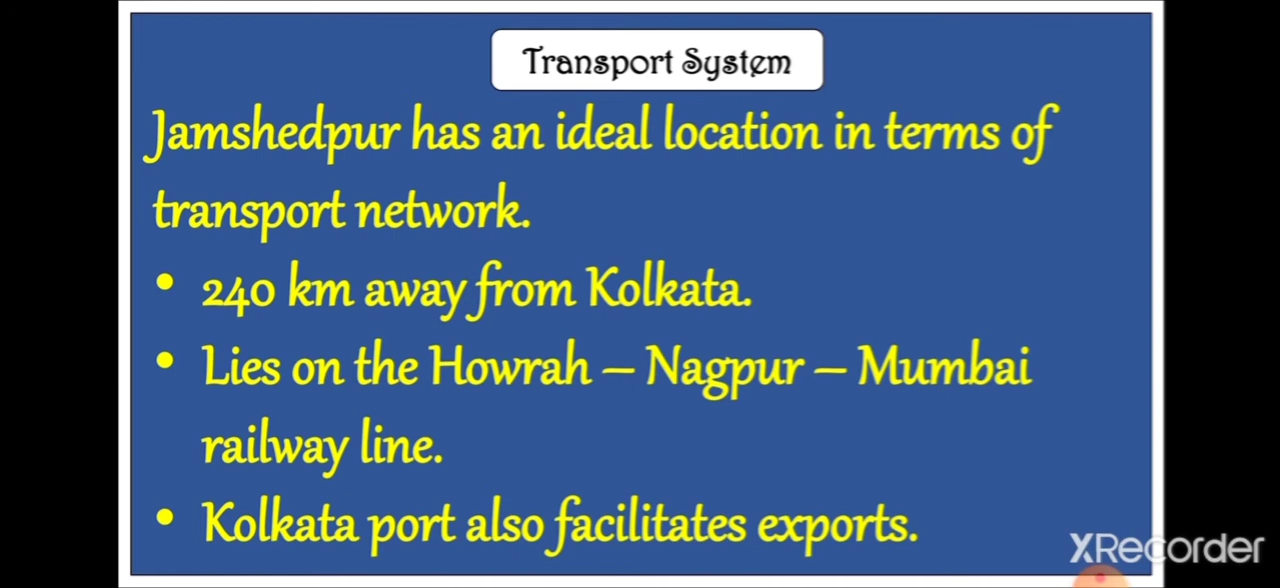 Transport System
Jamshedpur has an ideal location in terms of
transport network.
• 240 km away from Kolkata.
• Lies on the Howrah – Nagpur – Mumbai
railway line.
• Kolkata port also facilitates exports.
XRecorder